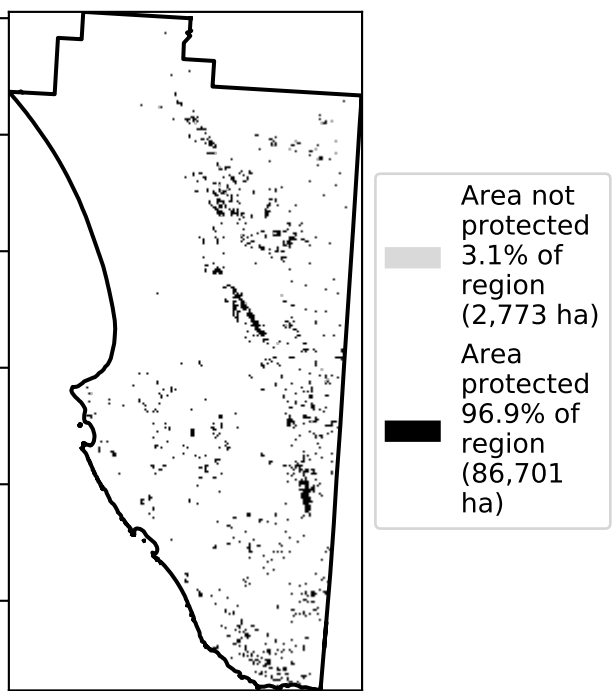 Area not
protected
3.1% of
region
(2,773 ha)
Area
protected
96.9% of
region
(86,701
ha)